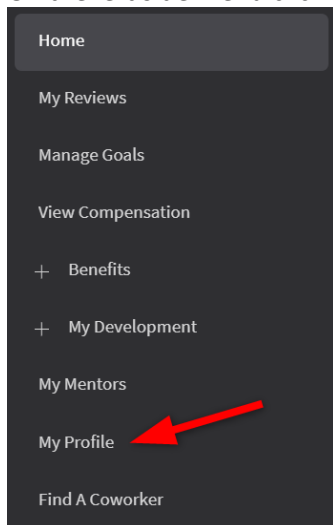 Home
My Reviews
Manage Goals
View Compensation
+ Benefits
+ My Development
My Mentors
My Profile
Find A Coworker